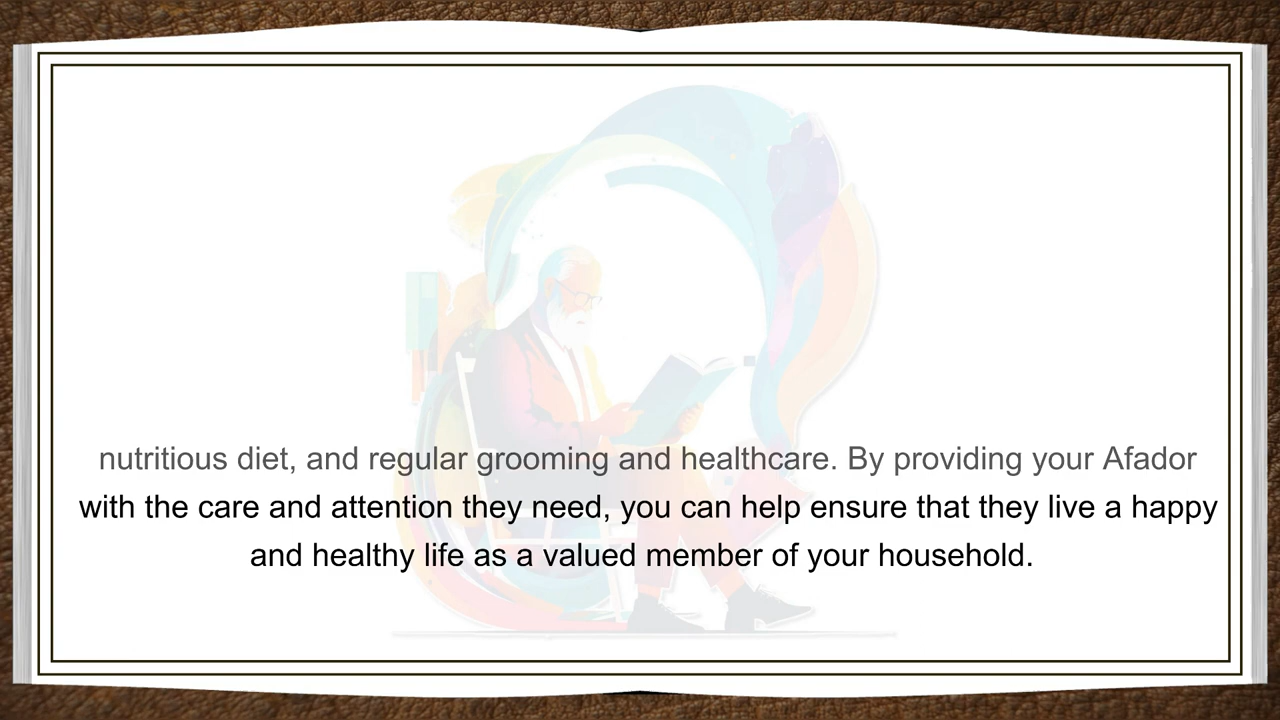 nutritious diet, and regular grooming and healthcare. By providing your Afador
with the care and attention they need, you can help ensure that they live a happy
and healthy life as a valued member of your household.